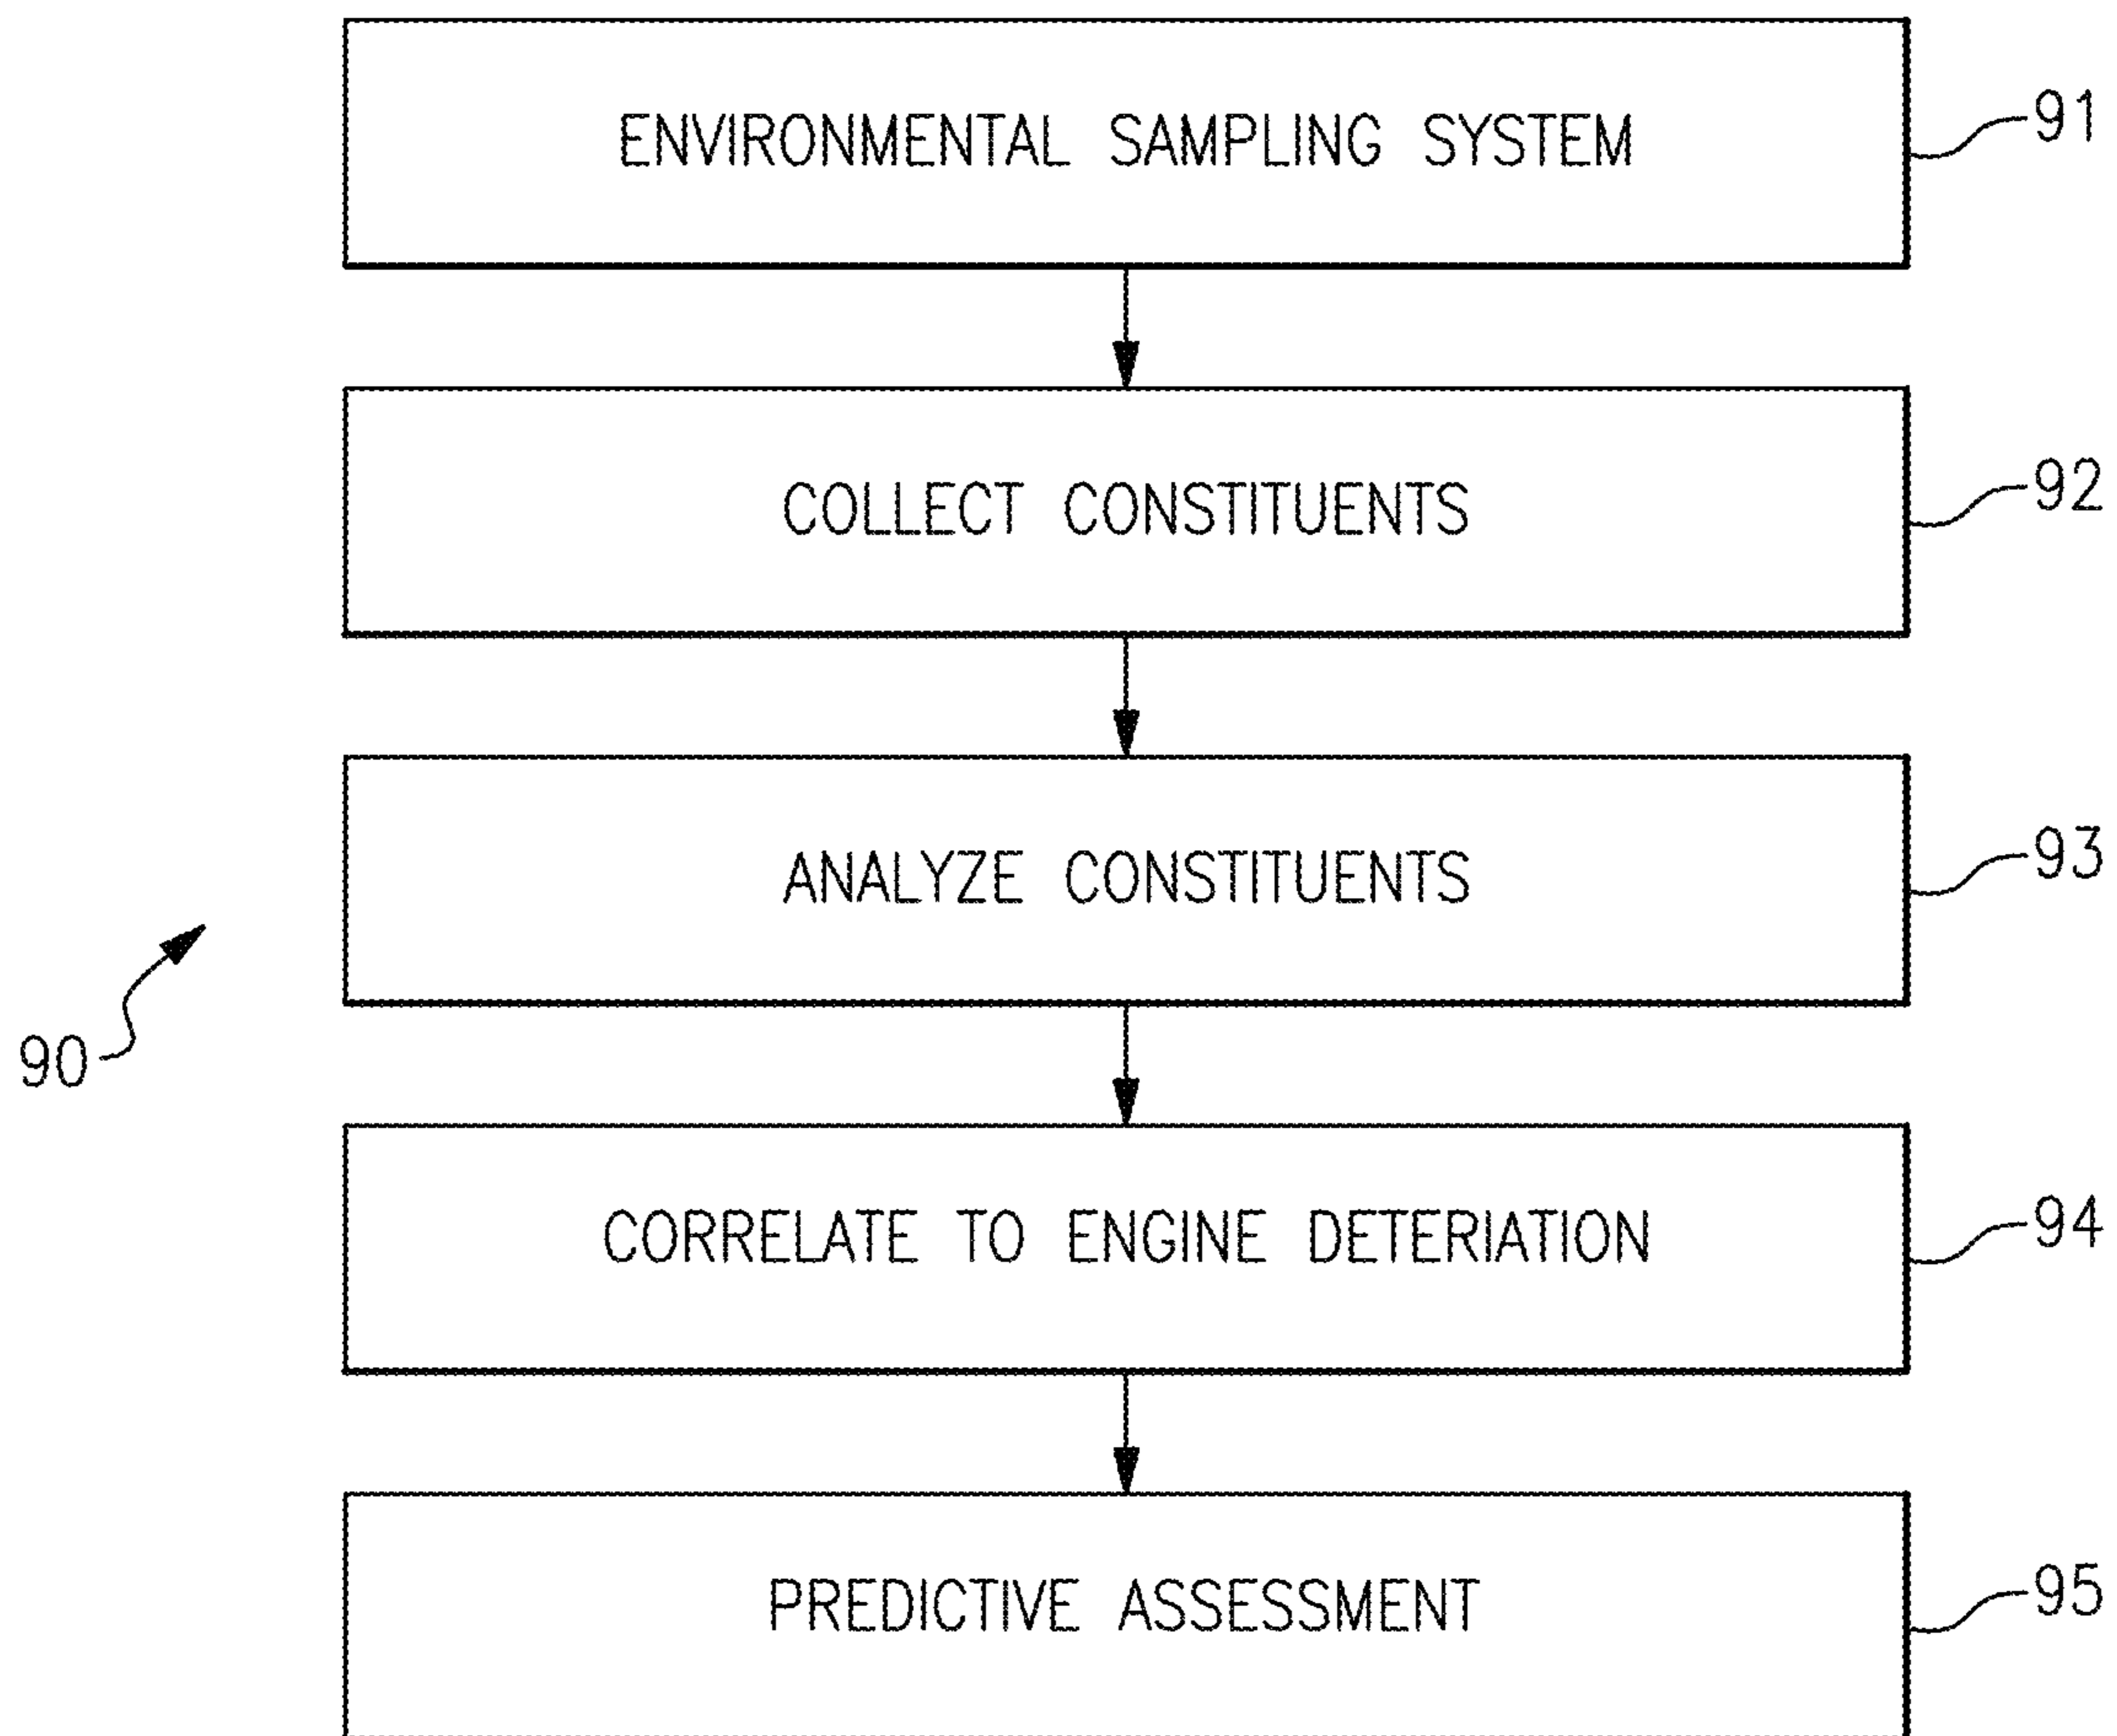 ENVIRONMENTAL SAMPLING SYSTEM
91
COLLECT CONSTITUENTS
92
ANALYZE CONSTITUENTS
93
90
CORRELATE TO ENGINE DETERIATION
94
PREDICTIVE ASSESSMENT
95